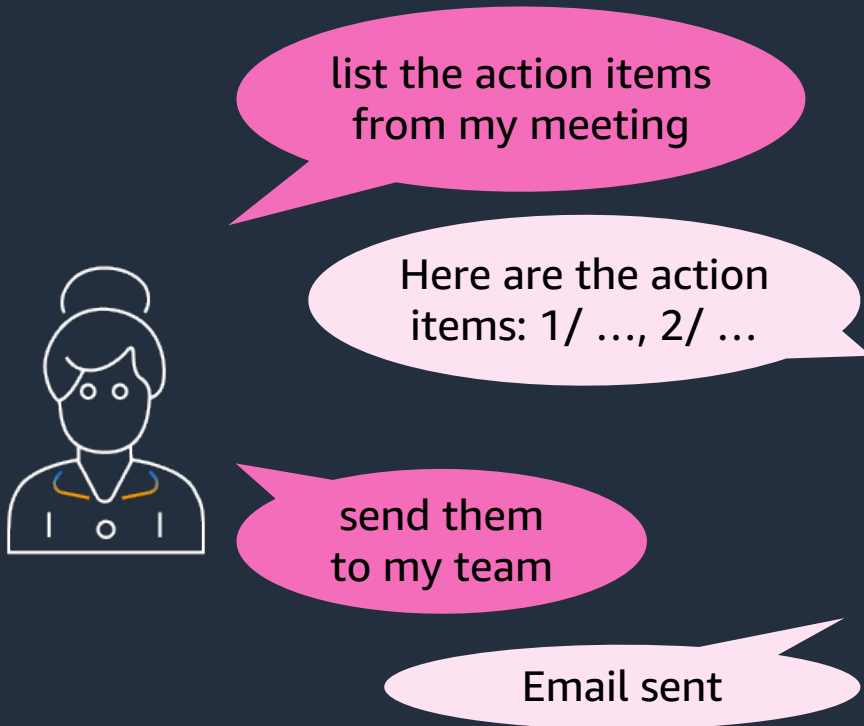 list the action items
from my meeting
Here are the action
items: 1/ …, 2/ …
send them
to my team
Email sent